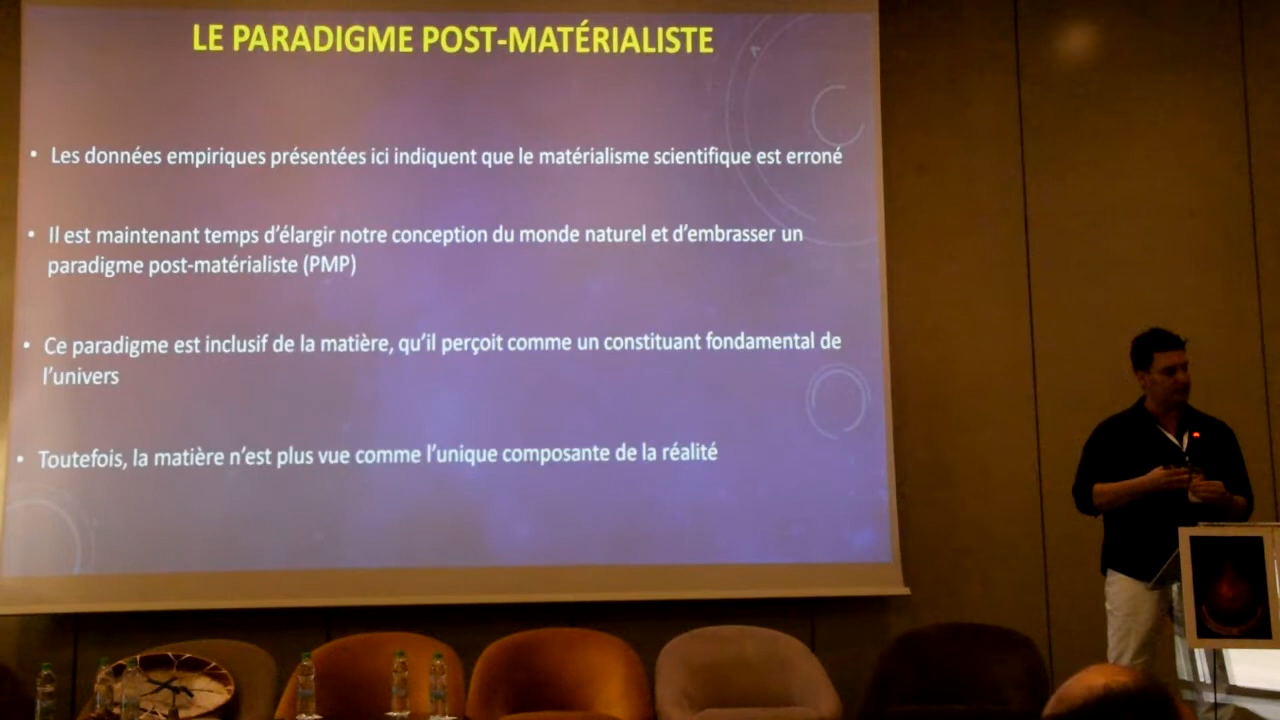 LE PARADIGME POST-MATÉRIALISTE
• Les données empiriques présentées ici indiquent que le matérialisme scientifique est erroné
• Il est maintenant temps d’élargir notre conception du monde naturel et d’embrasser un
paradigme post-matérialiste (PMP)
• Ce paradigme est inclusif de la matière, qu’il perçoit comme un constituant fondamental de
l’univers
• Toutefois, la matière n’est plus vue comme l’unique composante de la réalité